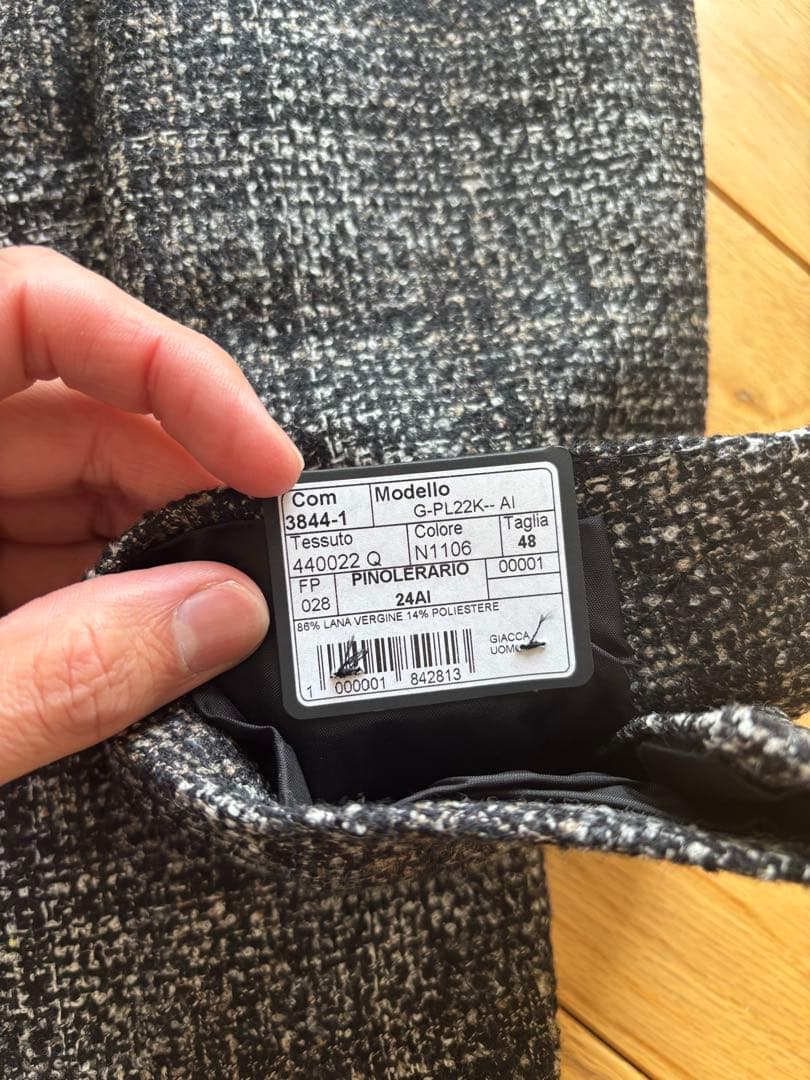 Com Modello
3844-1 G-PL22K-- AI
Tessuto Colore Taglia
440022 Q N1106 48
FP PINOLERARIO 00001
028 24AI
86% LANA VERGINE 14% POLIESTERE
GIACCA
UOMO
1 000001 842813